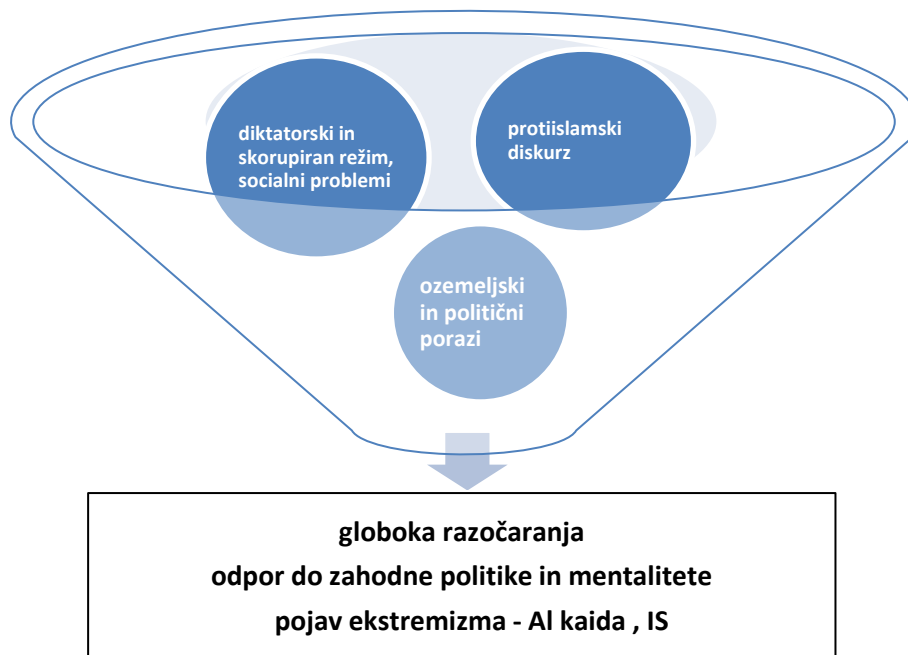 diktatorski in
skorupiran režim,
socialni problemi
protiislamski
diskurz
ozemeljski
in politični
porazi
globoka razočaranja
odpor do zahodne politike in mentalitete
pojav ekstremizma - Al kaida , IS